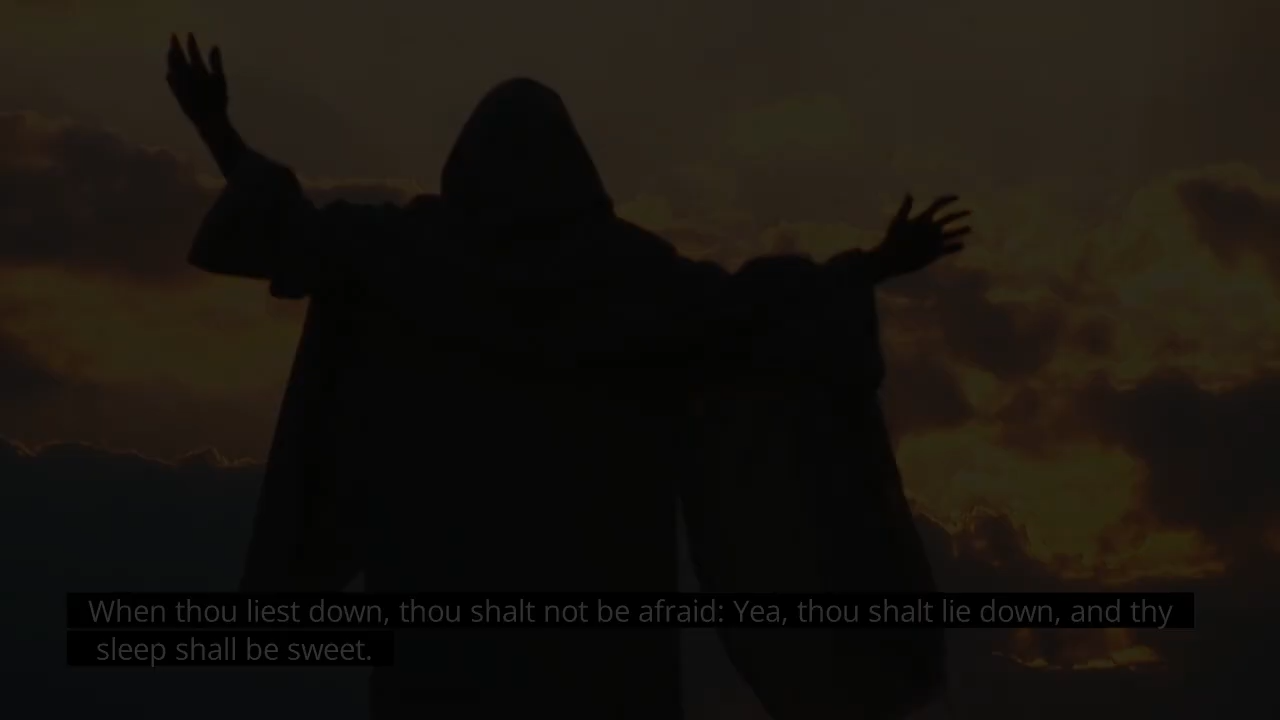 When thou liest down, thou shalt not be afraid: Yea, thou shalt lie down, and thy
sleep shall be sweet.